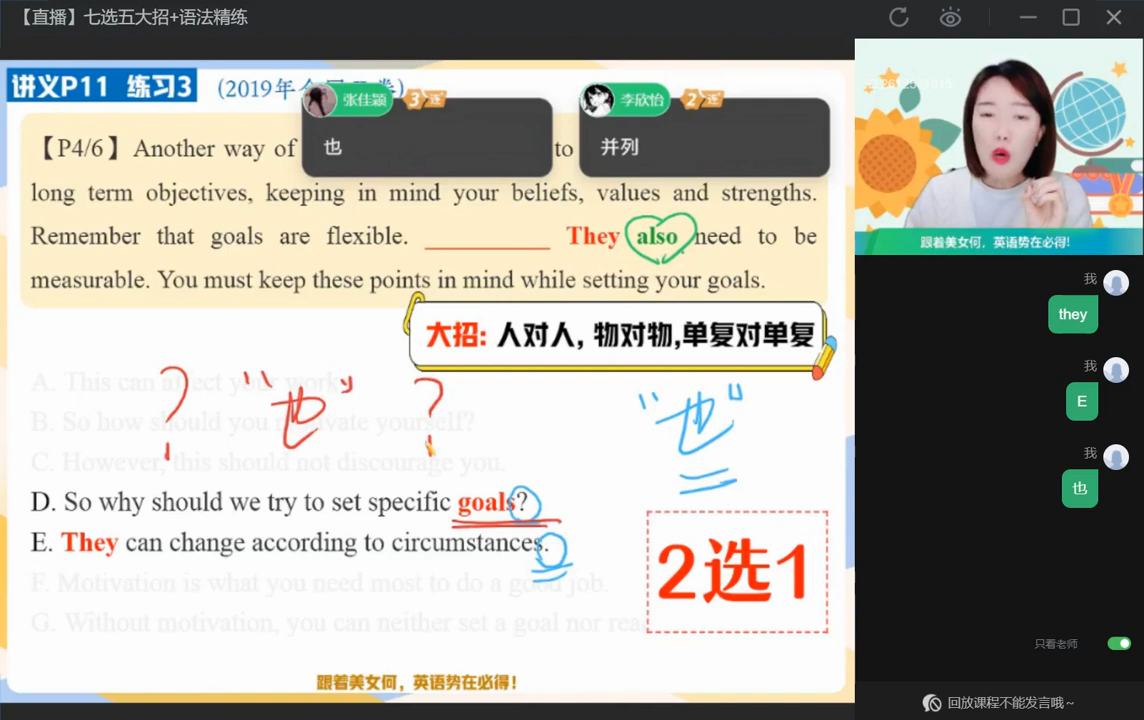 【直播】七选五大招+语法精练
讲义P11 练习3
(2019年
张佳颖 3连
也
李欣怡 2连
并列
【P4/6】Another way of
to
long term objectives, keeping in mind your beliefs, values and strengths.
Remember that goals are flexible. ____________ They also need to be
measurable. You must keep these points in mind while setting your goals.
大招: 人对人, 物对物,单复对单复
A. This can affect your work.
B. So how should you motivate yourself?
C. However, this should not discourage you.
? "也" ?
"也"
D. So why should we try to set specific goals?
E. They can change according to circumstances.
2选1
F. Motivation is what you need most to do a good job.
G. Without motivation, you can neither set a goal nor rea
跟着美女何，英语势在必得!
跟着美女何，英语势在必得!
我
they
我
E
我
也
只看老师
回放课程不能发言哦~